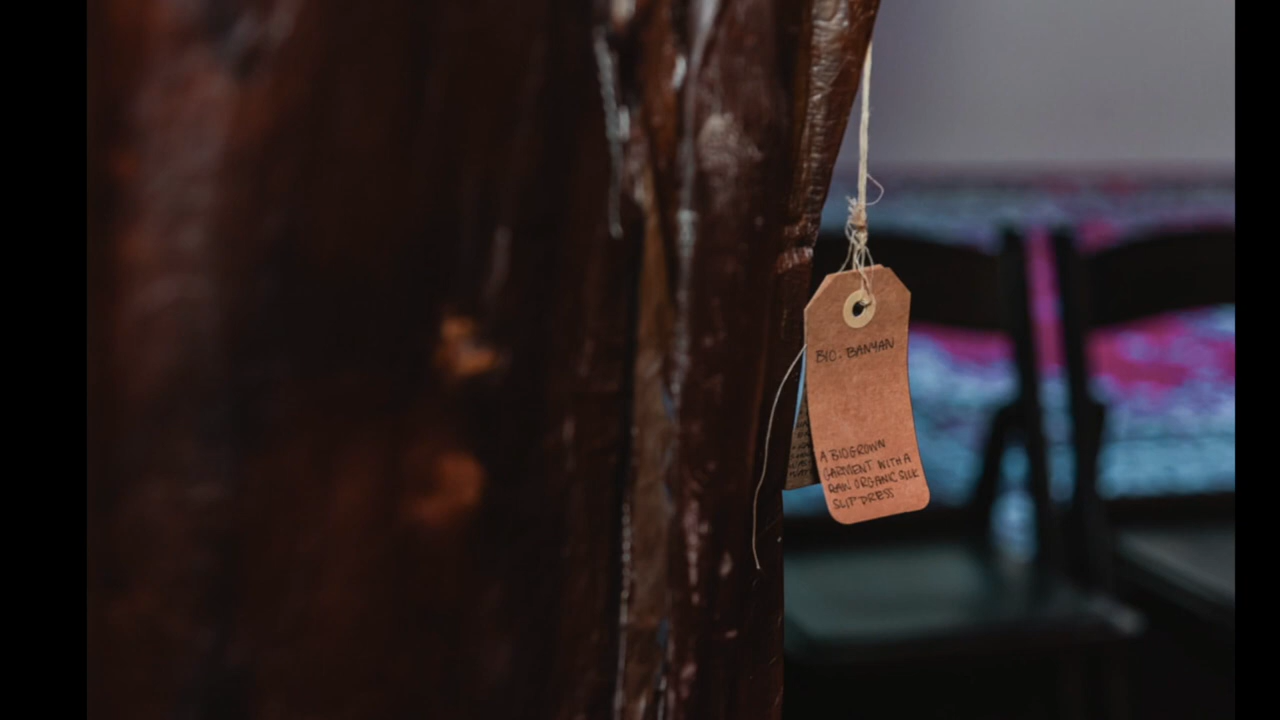 BIO. BANYAN
A BIOGROWN
GARMENT WITH A
RAW ORGANIC SILK
SLIP DRESS